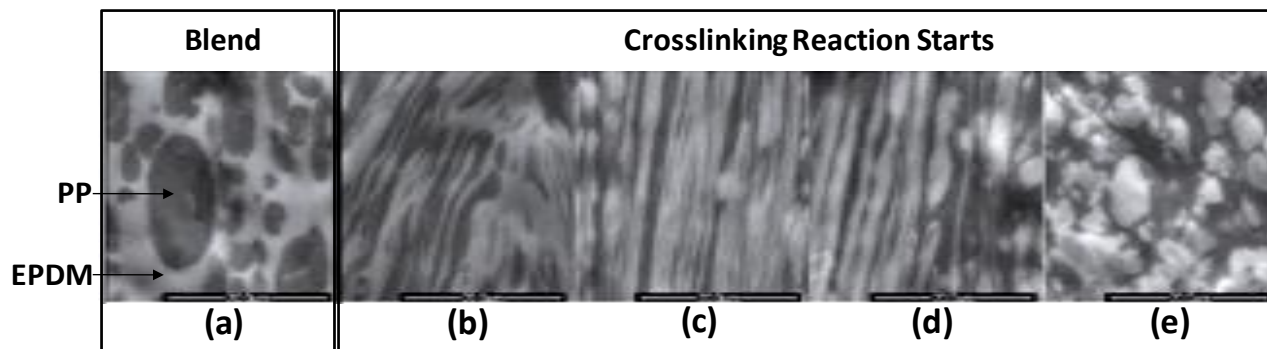 Blend
Crosslinking Reaction Starts
PP
EPDM
(a)
(b)
(c)
(d)
(e)